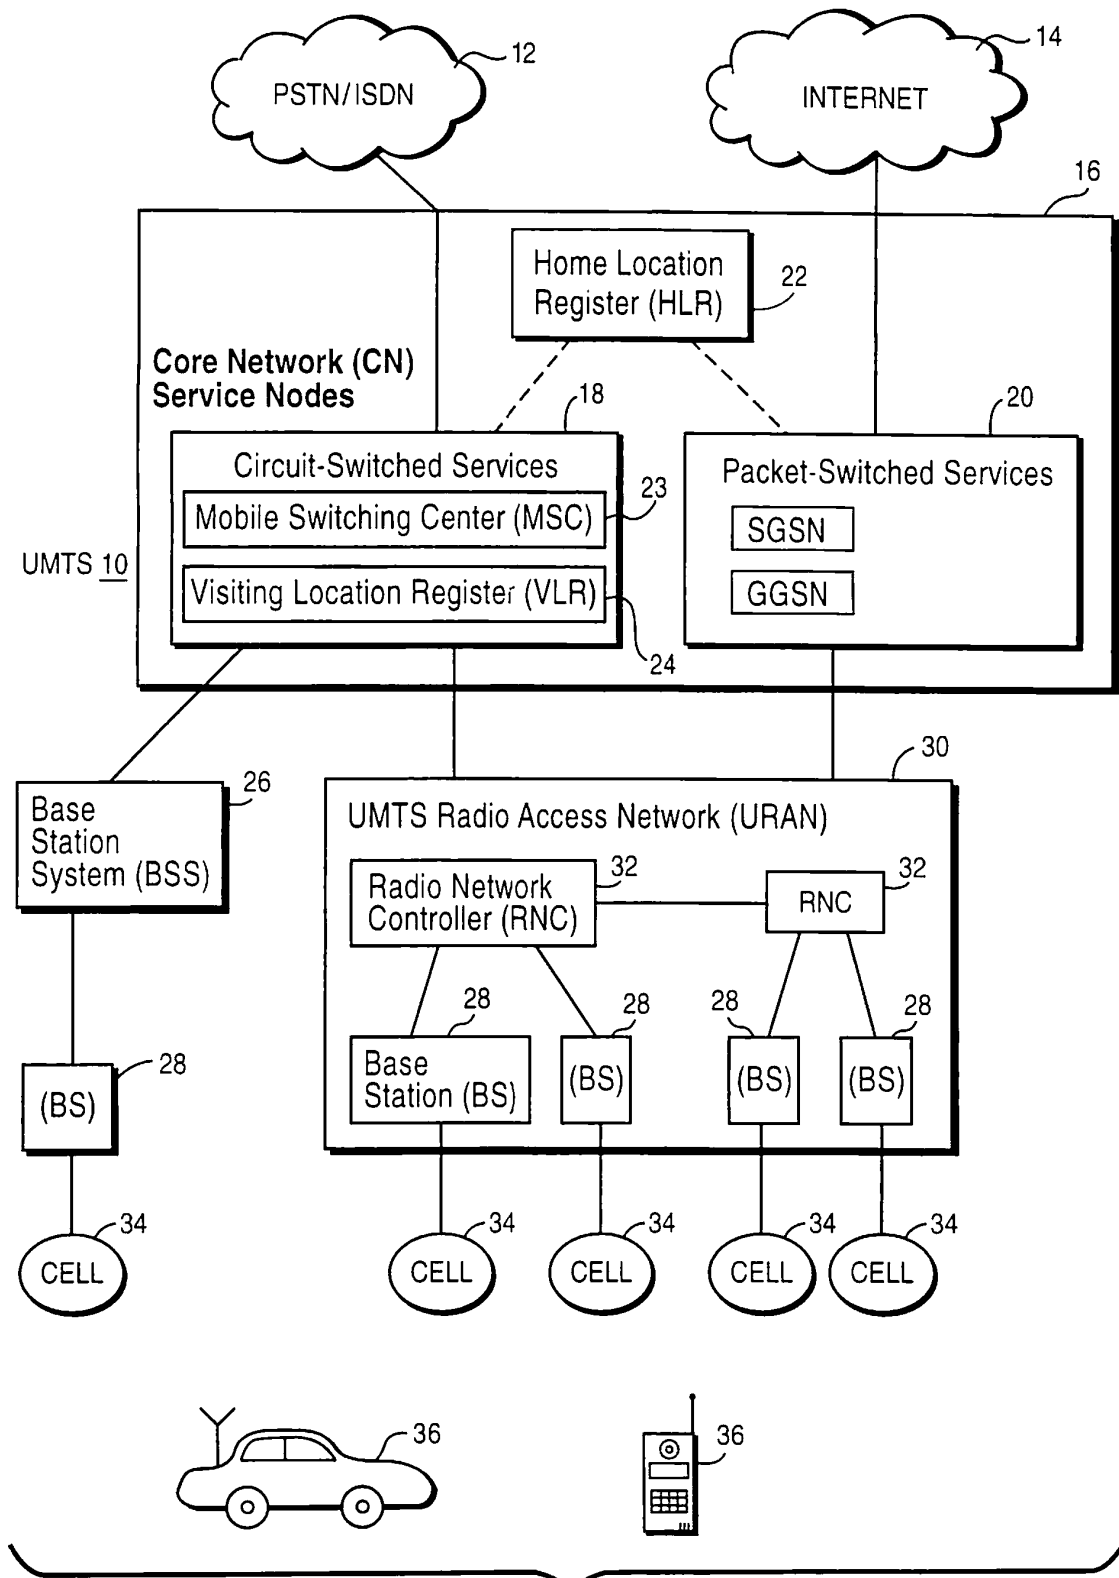 12
PSTN/ISDN
14
INTERNET
16
Home Location
Register (HLR)
22
Core Network (CN)
Service Nodes
18
20
Circuit-Switched Services
Mobile Switching Center (MSC)
23
Visiting Location Register (VLR)
24
Packet-Switched Services
SGSN
GGSN
UMTS 10
26
Base
Station
System (BSS)
30
UMTS Radio Access Network (URAN)
Radio Network
Controller (RNC)
32
RNC
32
28
Base
Station (BS)
28
(BS)
28
(BS)
28
(BS)
(BS)
28
34
CELL
34
CELL
34
CELL
34
CELL
34
CELL
36
36